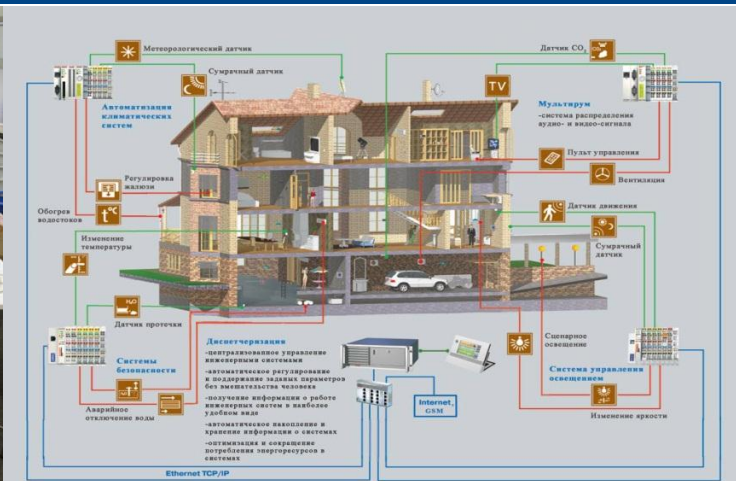 Метеорологический датчик
Сумрачный датчик
Автоматизация
климатических
систем
Регулировка
жалюзи
Обогрев
водостоков
t°C
Изменение
температуры
Датчик CO₂
CO₂
TV
Мультирум
-система распределения
аудио- и видео-сигнала
Пульт управления
Вентиляция
Датчик движения
Сумрачный
датчик
H₂O
Датчик протечки
Системы
безопасности
Аварийное
отключение воды
Диспетчеризация
-централизованное управление
инженерными системами
-автоматическое регулирование
и поддержание заданых параметров
без вмешательства человека
-получение информации о работе
инженерных систем в наиболее
удобном виде
-автоматическое накопление и
хранение информации о системах
-оптимизация и сокращение
потребления энергоресурсов в
системах
Internet,
GSM
Сценарное
освещение
Система управления
освещением
Изменение яркости
Ethernet TCP/IP